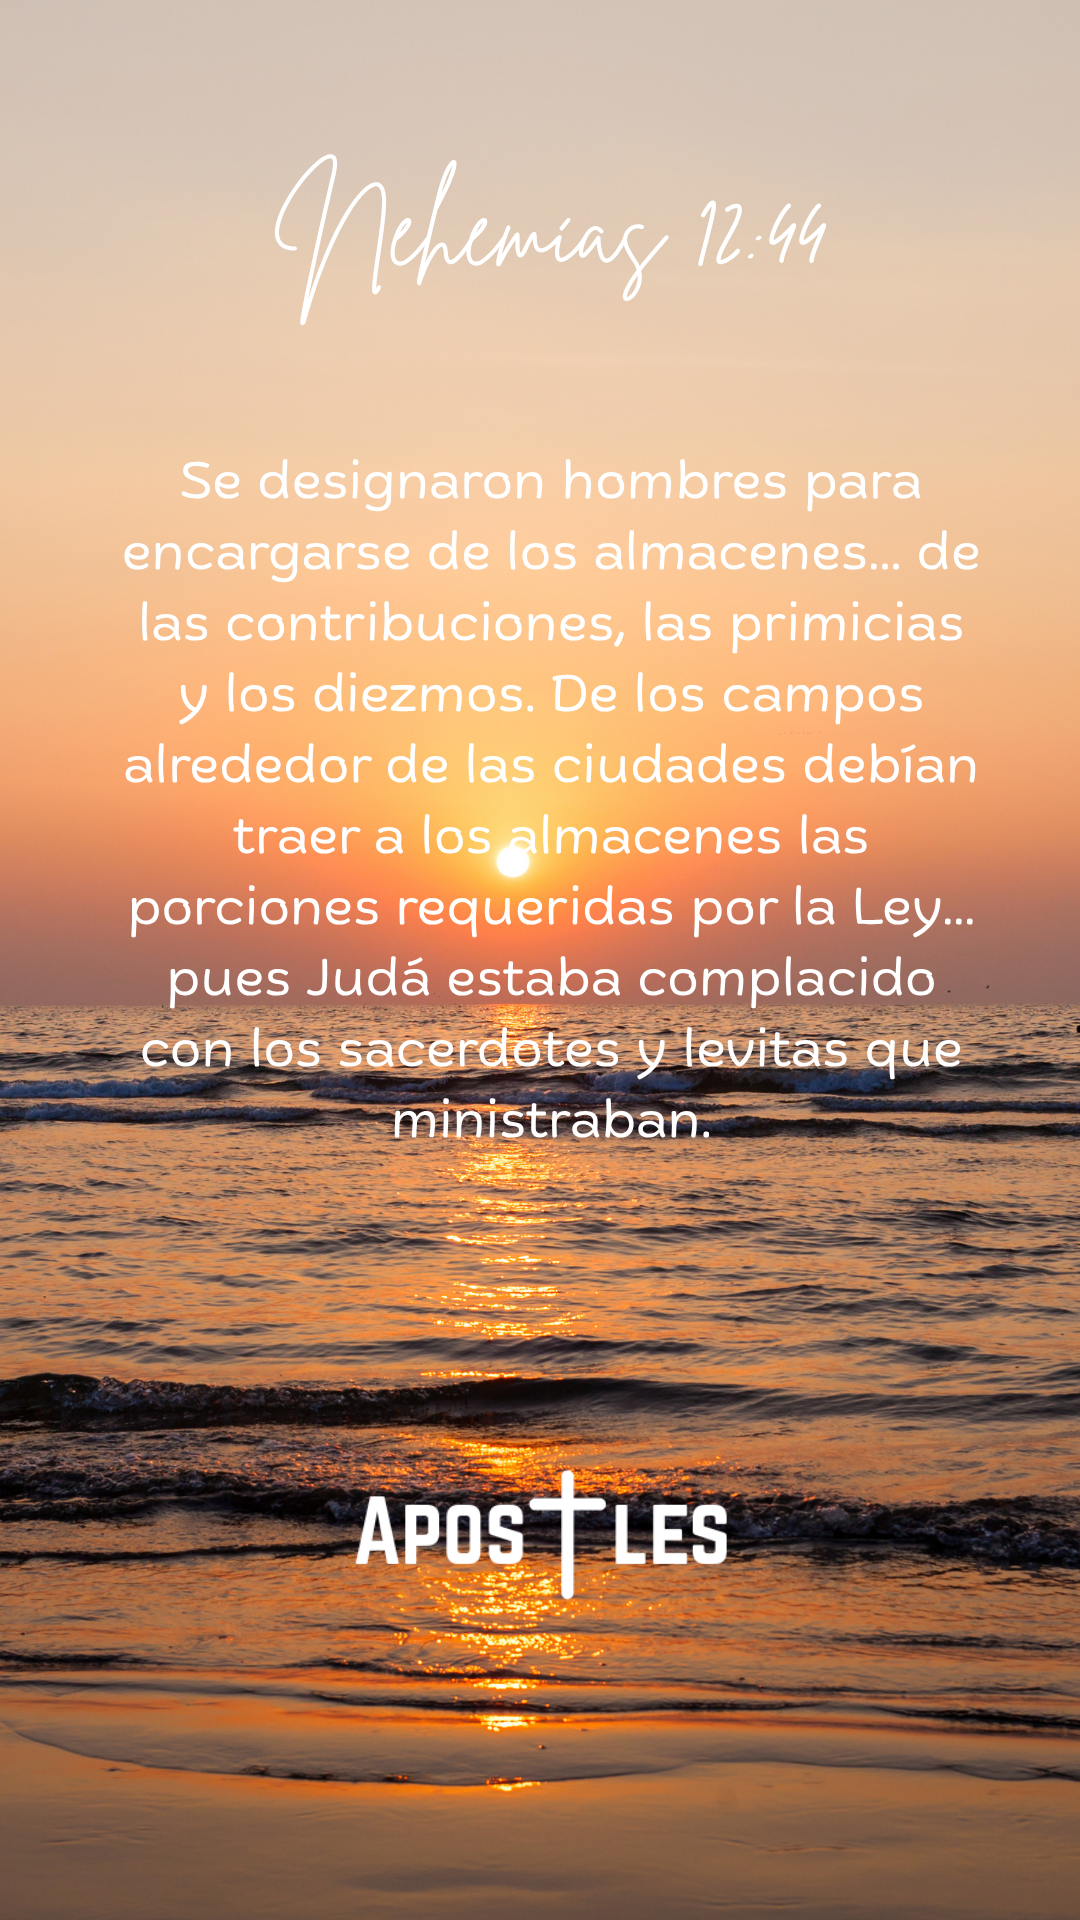 Nehemías 12:44
Se designaron hombres para
encargarse de los almacenes... de
las contribuciones, las primicias
y los diezmos. De los campos
alrededor de las ciudades debían
traer a los almacenes las
porciones requeridas por la Ley...
pues Judá estaba complacido
con los sacerdotes y levitas que
ministraban.
APOSTLES